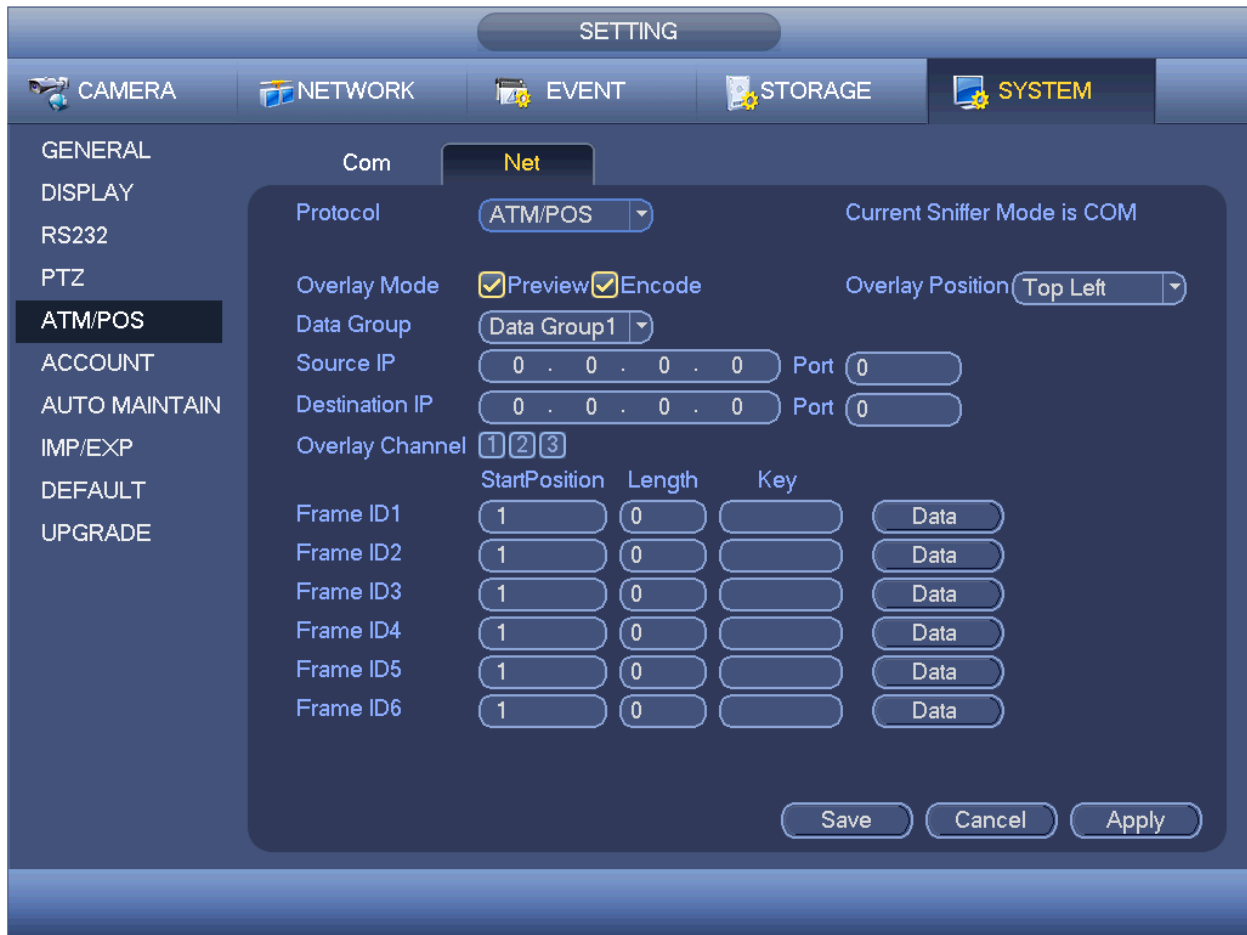 SETTING
CAMERA NETWORK EVENT STORAGE SYSTEM
GENERAL
DISPLAY
RS232
PTZ
ATM/POS
ACCOUNT
AUTO MAINTAIN
IMP/EXP
DEFAULT
UPGRADE
Com Net
Protocol ATM/POS Current Sniffer Mode is COM
Overlay Mode Preview Encode Overlay Position Top Left
Data Group Data Group1
Source IP 0 . 0 . 0 . 0 Port 0
Destination IP 0 . 0 . 0 . 0 Port 0
Overlay Channel 1 2 3
StartPosition Length Key
Frame ID1 1 0 Data
Frame ID2 1 0 Data
Frame ID3 1 0 Data
Frame ID4 1 0 Data
Frame ID5 1 0 Data
Frame ID6 1 0 Data
Save Cancel Apply